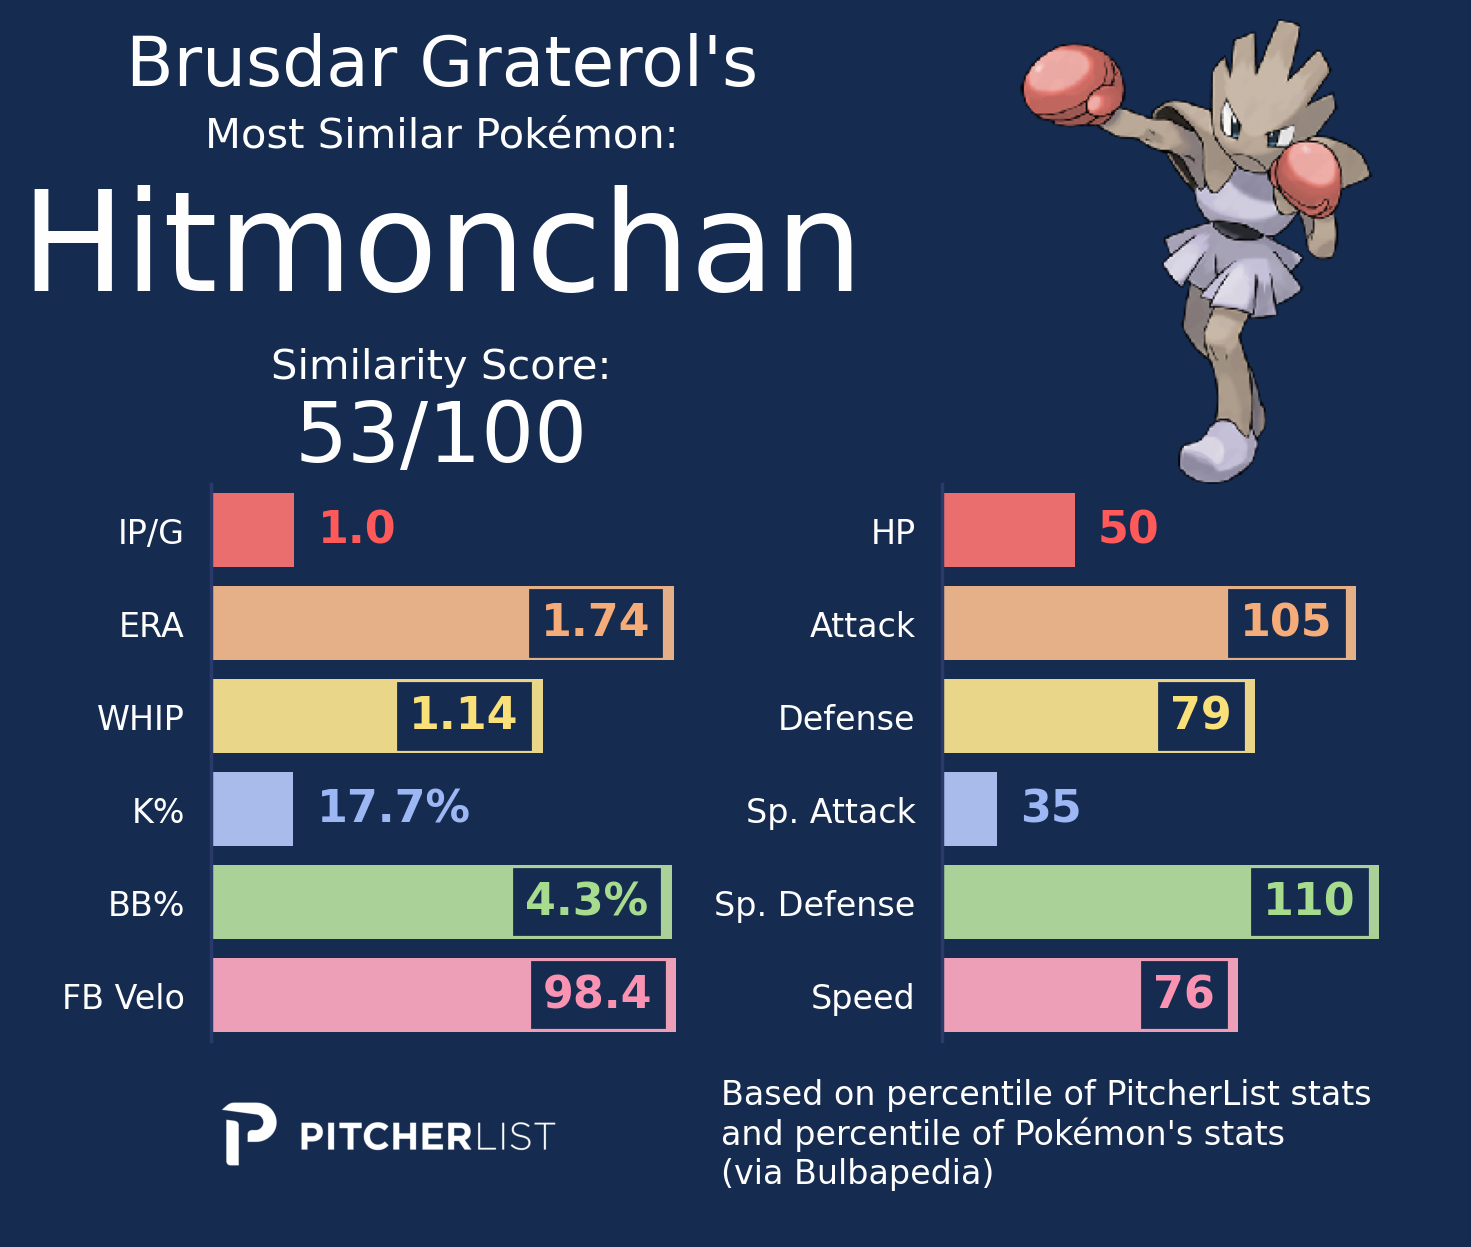 Brusdar Graterol's
Most Similar Pokémon:
Hitmonchan
Similarity Score:
53/100
IP/G 1.0
ERA 1.74
WHIP 1.14
K% 17.7%
BB% 4.3%
FB Velo 98.4
HP 50
Attack 105
Defense 79
Sp. Attack 35
Sp. Defense 110
Speed 76
PITCHERLIST
Based on percentile of PitcherList stats
and percentile of Pokémon's stats
(via Bulbapedia)